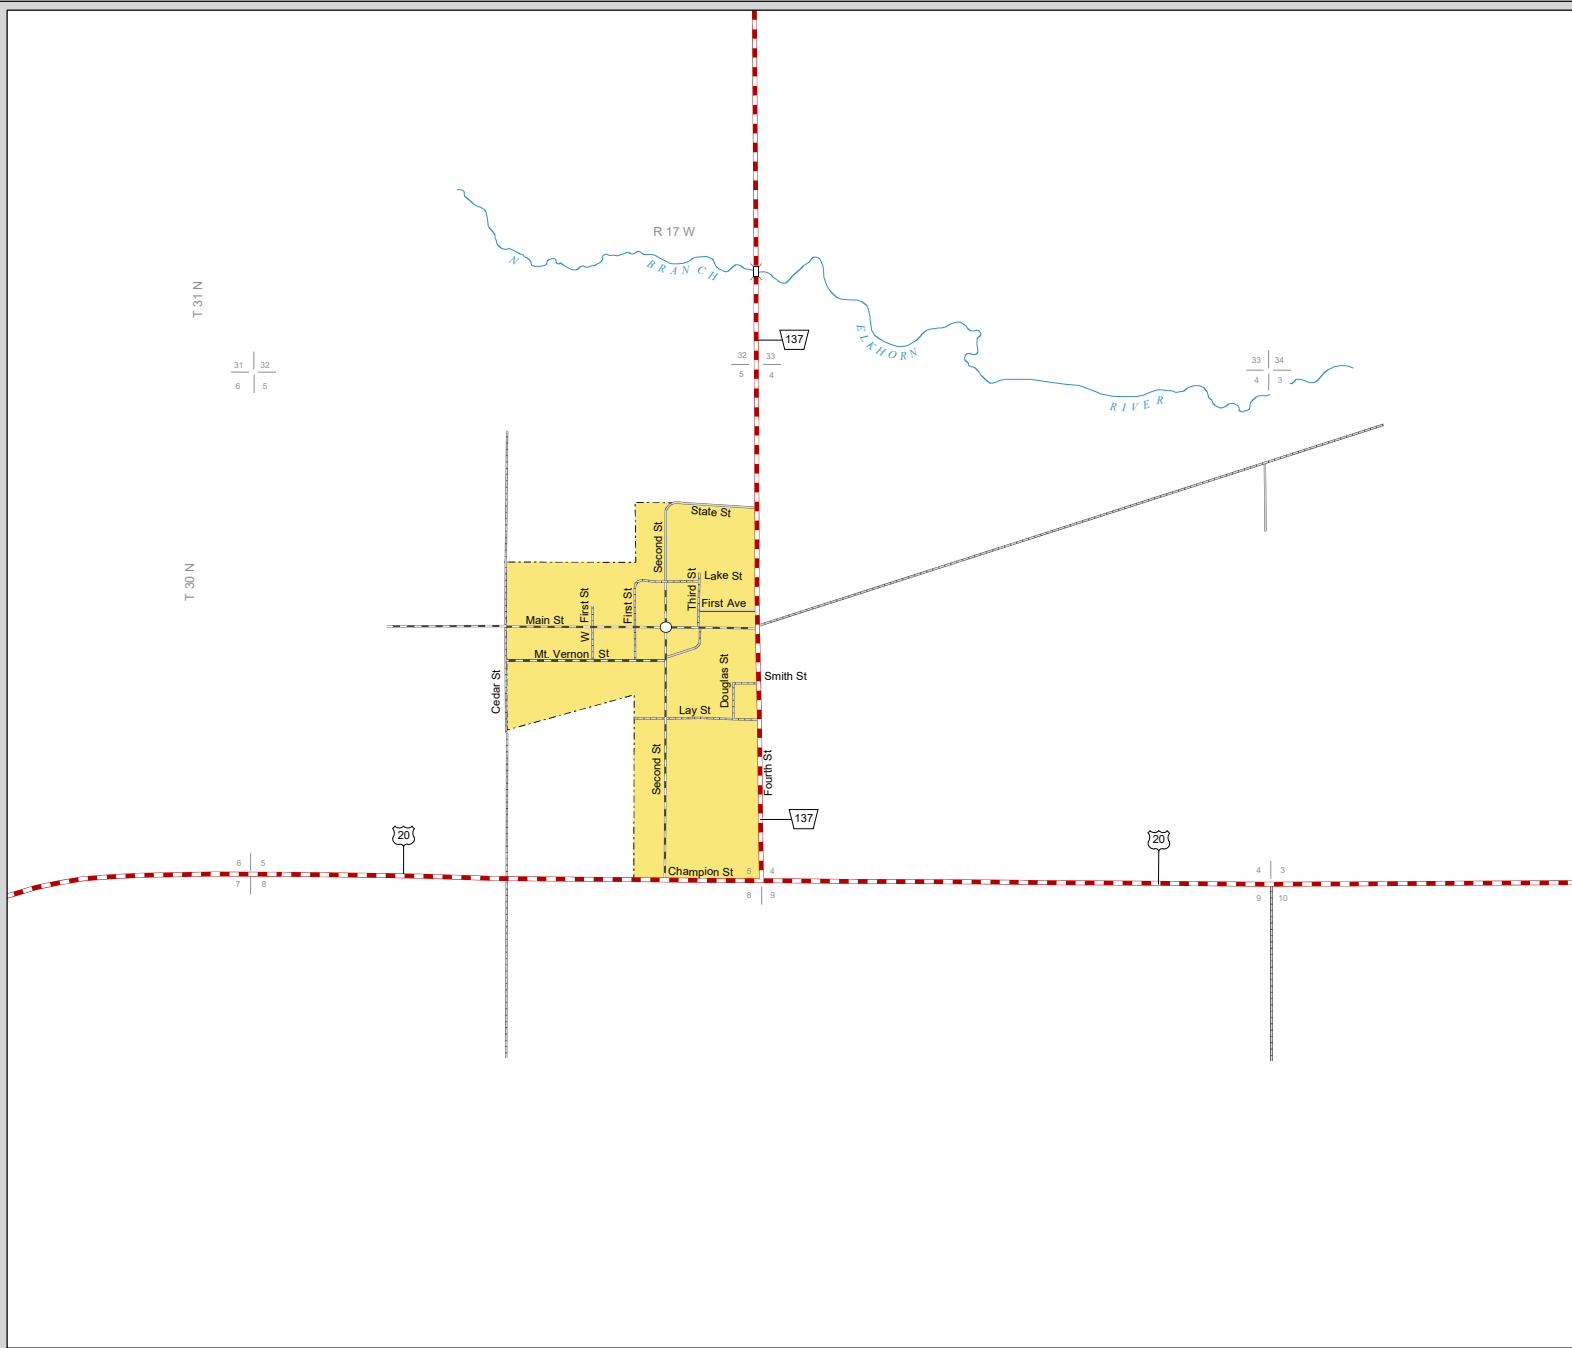 R 17 W
N BRANCH ELKHORN RIVER
T 31 N
137
31 32
6 5
32 33
5 4
33 34
4 3
State St
Second St
T 30 N
Lake St
Third St
First Ave
First St
W First St
Main St
Mt. Vernon St
Cedar St
Douglas St
Smith St
Lay St
Second St
Fourth St
137
20
20
6 5
7 8
Champion St
5 4
8 9
4 3
9 10